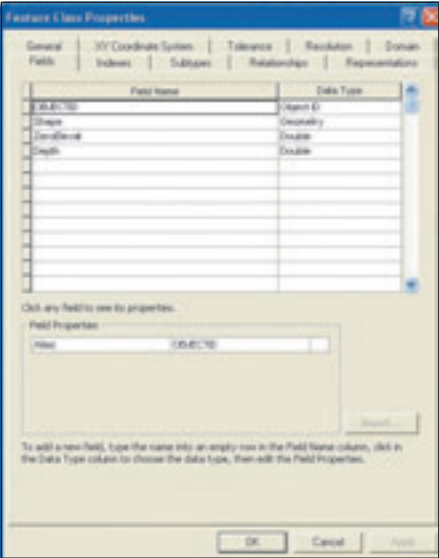 Feature Class Properties
General XY Coordinate System Tolerance Resolution Domain
Fields Indexes Subtypes Relationships Representations
Field Name Data Type
OBJECTID Object ID
Shape Geometry
Double
Depth Double
Click any field to see its properties.
Field Properties
Alias OBJECTID
Import...
To add a new field, type the name into an empty row in the Field Name column, click in
the Data Type column to choose the data type, then edit the Field Properties.
OK Cancel Apply